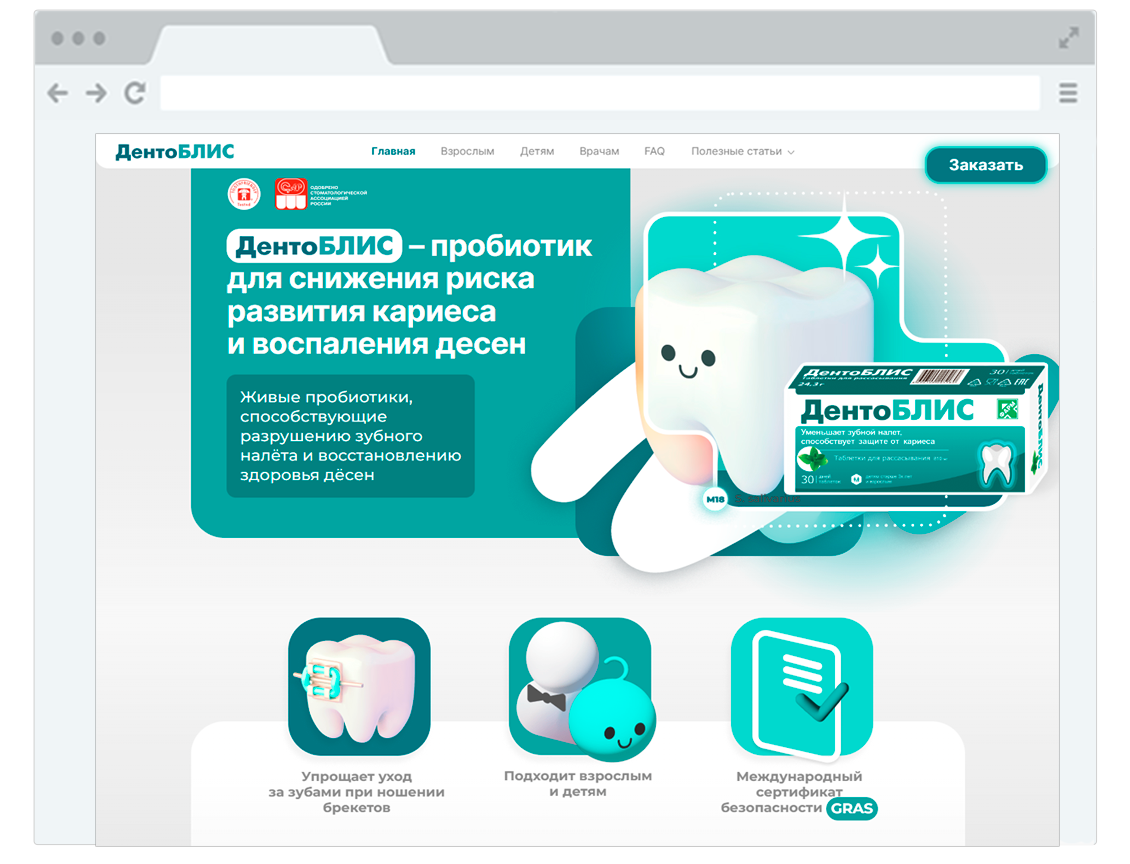 ДентоБЛИС
Главная
Взрослым
Детям
Врачам
FAQ
Полезные статьи
Заказать
ОДОБРЕНО
СТОМАТОЛОГИЧЕСКОЙ
АССОЦИАЦИЕЙ
РОССИИ
ДентоБЛИС – пробиотик
для снижения риска
развития кариеса
и воспаления десен
Живые пробиотики,
способствующие
разрушению зубного
налёта и восстановлению
здоровья дёсен
ДентоБЛИС
Таблетки для рассасывания
24,3 г
30
ДентоБЛИС
Уменьшает зубной налет,
способствует защите от кариеса
Таблетки для рассасывания
30
ДентоБЛИС
M18
Упрощает уход
за зубами при ношении
брекетов
Подходит взрослым
и детям
Международный
сертификат
безопасности GRAS